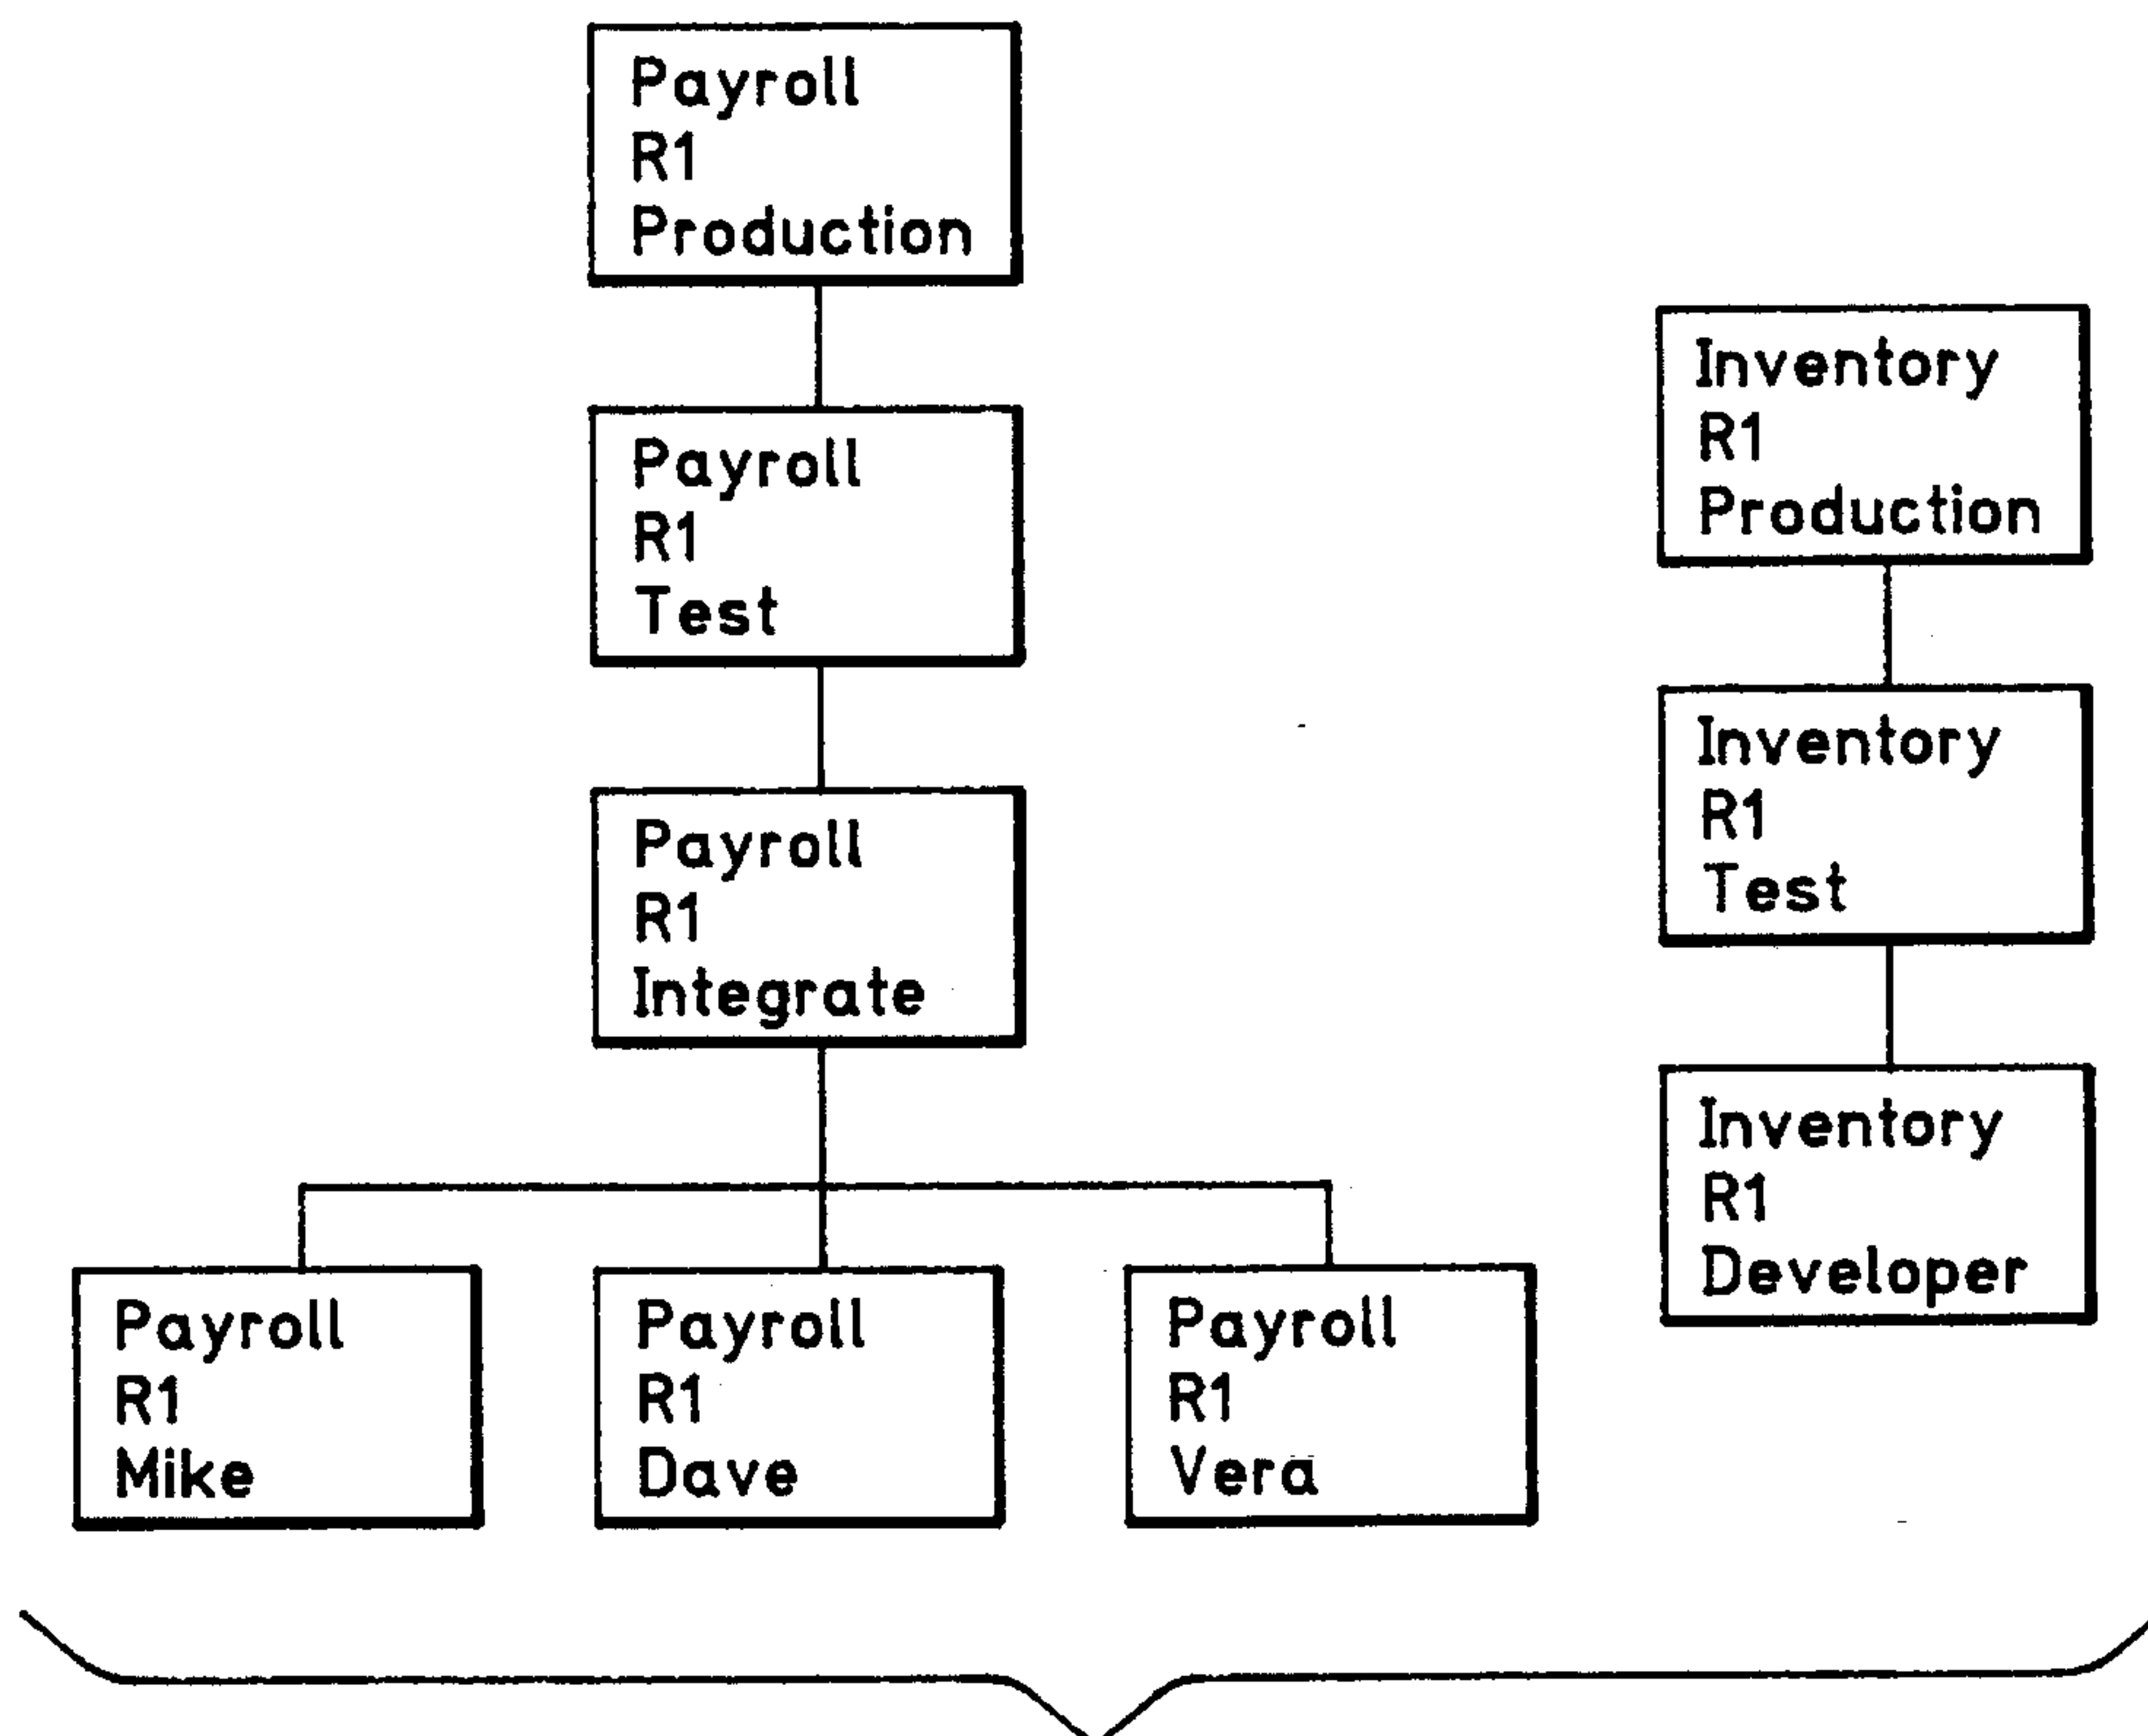 Payroll
R1
Production
Payroll
R1
Test
Payroll
R1
Integrate
Payroll
R1
Mike
Payroll
R1
Dave
Payroll
R1
Vera
Inventory
R1
Production
Inventory
R1
Test
Inventory
R1
Developer